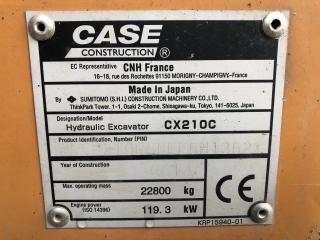 CASE
CONSTRUCTION ®
EC Representative CNH France
16-18, rue des Rochettes 91150 MORIGNY-CHAMPIGNY-France
Made In Japan
By SUMITOMO (S.H.I.) CONSTRUCTION MACHINERY CO.,LTD.
ThinkPark Tower. 1-1, Osaki 2-Chome, Shinagawa-ku, Tokyo, 141-6025, Japan
Designation/Model
Hydraulic Excavator CX210C
Product Identification, Number (PIN)
Year of Construction
Max. operating mass 22800 kg
Engine power
(ISO 14396) 119.3 kW
CE
KRP15940-01